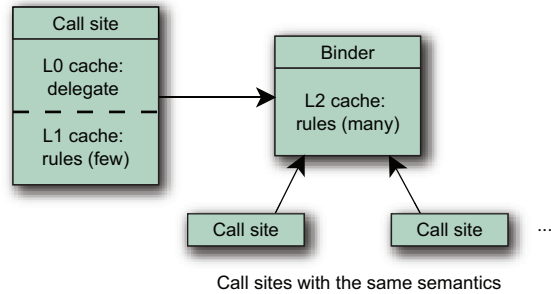 Call site
L0 cache:
delegate
L1 cache:
rules (few)
Binder
L2 cache:
rules (many)
Call site
Call site
...
Call sites with the same semantics